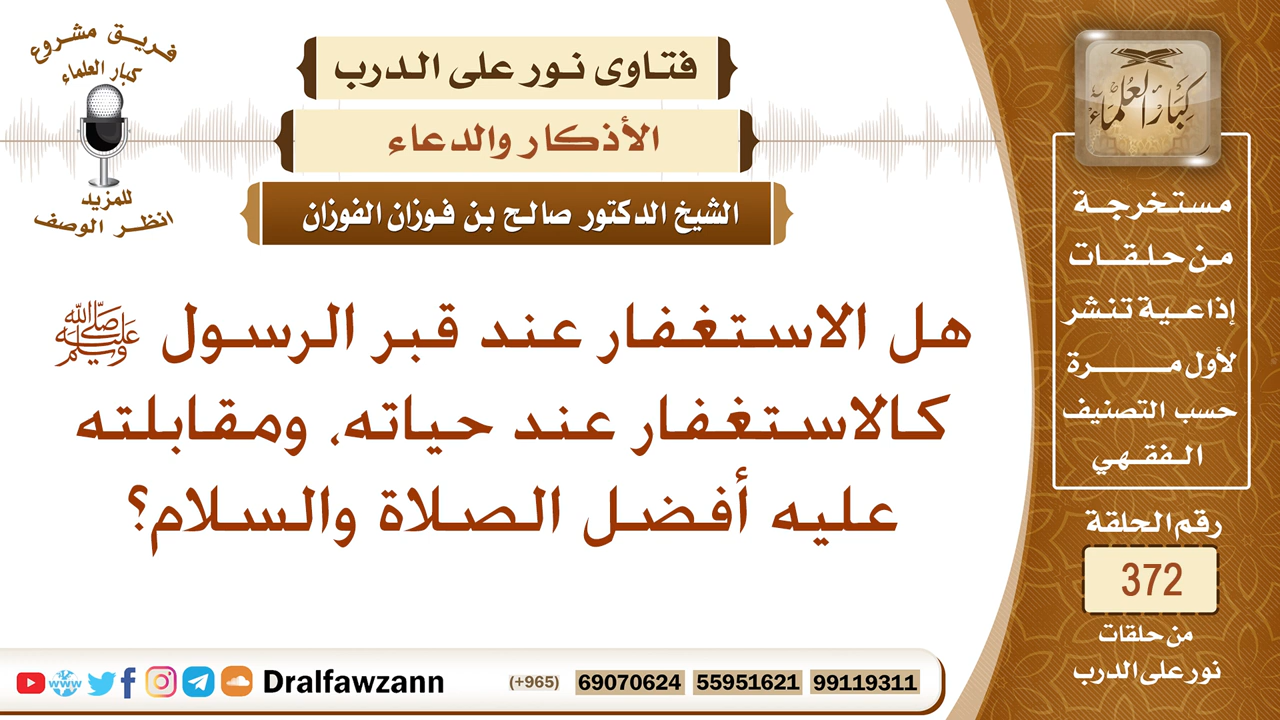 فريق مشروع
كبار العلماء
للمزيد
انظر الوصف
فتاوى نور على الدرب
الأذكار والدعاء
الشيخ الدكتور صالح بن فوزان الفوزان
هل الاستغفار عند قبر الرسول ﷺ
كالاستغفار عند حياته، ومقابلته
عليه أفضل الصلاة والسلام؟
كبار العلماء
مستخرجة
من حلقات
إذاعية تنشر
لأول مرة
حسب التصنيف
الفقهي
رقم الحلقة
372
من حلقات
نور على الدرب
www
Dralfawzann (+965) 69070624 55951621 99119311